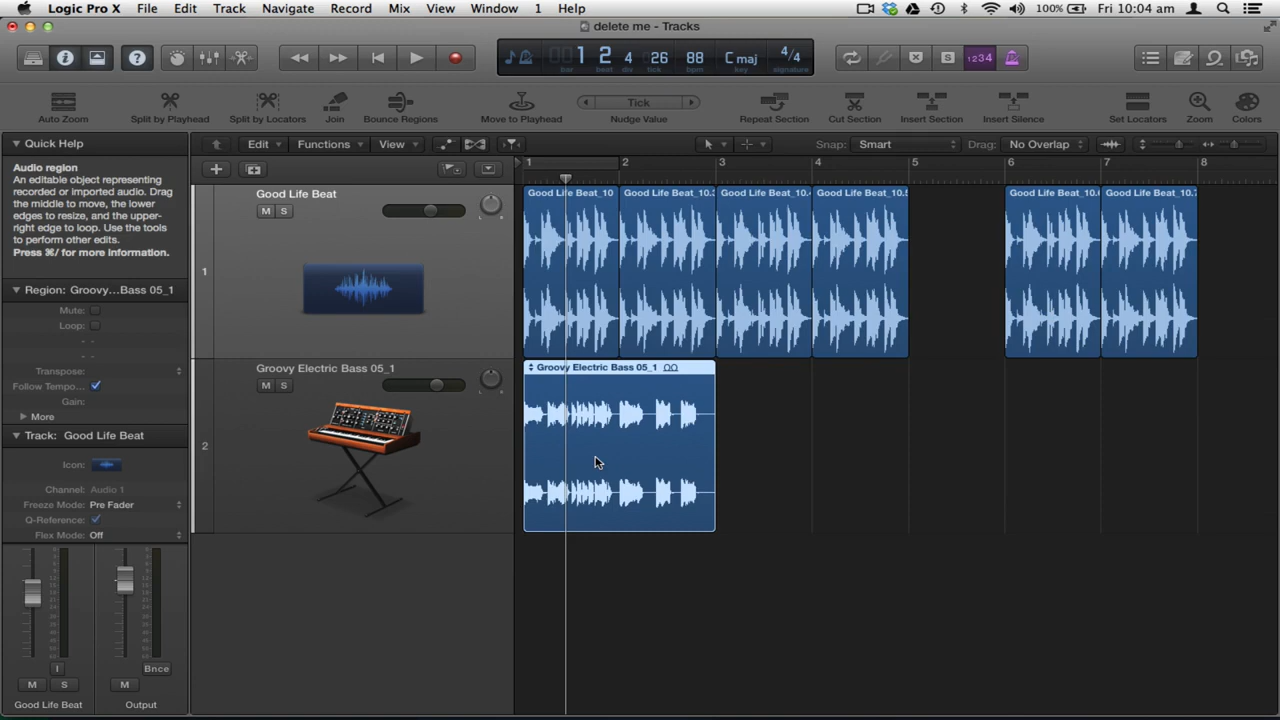 Logic Pro X File Edit Track Navigate Record Mix View Window 1 Help 100% Fri 10:04 am
delete me - Tracks
1 2 4 26 88 C maj 4/4
bar beat div tick bpm key signature
1234
Auto Zoom Split by Playhead Split by Locators Join Bounce Regions Move to Playhead Tick Nudge Value Repeat Section Cut Section Insert Section Insert Silence Set Locators Zoom Colors
Quick Help
Edit Functions View Snap: Smart Drag: No Overlap
1 2 3 4 5 6 7 8
Audio region
An editable object representing
recorded or imported audio. Drag
the middle to move, the lower
edges to resize, and the upper-
right edge to loop. Use the tools
to perform other edits.
Press ⌘/ for more information.
Region: Groovy...Bass 05_1
Mute:
Loop:
Transpose:
Follow Tempo...
Gain:
More
Track: Good Life Beat
Icon:
Channel: Audio 1
Freeze Mode: Pre Fader
Q-Reference:
Flex Mode: Off
I
Bnce
M S M
Good Life Beat Output
1
Good Life Beat
M S
2
Groovy Electric Bass 05_1
M S
Good Life Beat_10 Good Life Beat_10. Good Life Beat_10. Good Life Beat_10. Good Life Beat_10. Good Life Beat_10.
Groovy Electric Bass 05_1